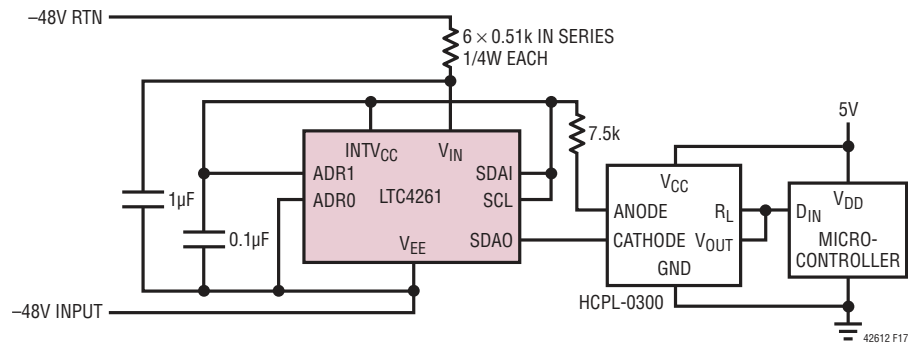 –48V RTN
6 × 0.51k IN SERIES
1/4W EACH
5V
7.5k
INTVCC
VIN
VCC
VDD
ADR1
SDAI
1µF
ADR0
LTC4261
SCL
ANODE
RL
DIN
0.1µF
VEE
SDAO
CATHODE
VOUT
MICRO-
CONTROLLER
GND
HCPL-0300
–48V INPUT
42612 F17